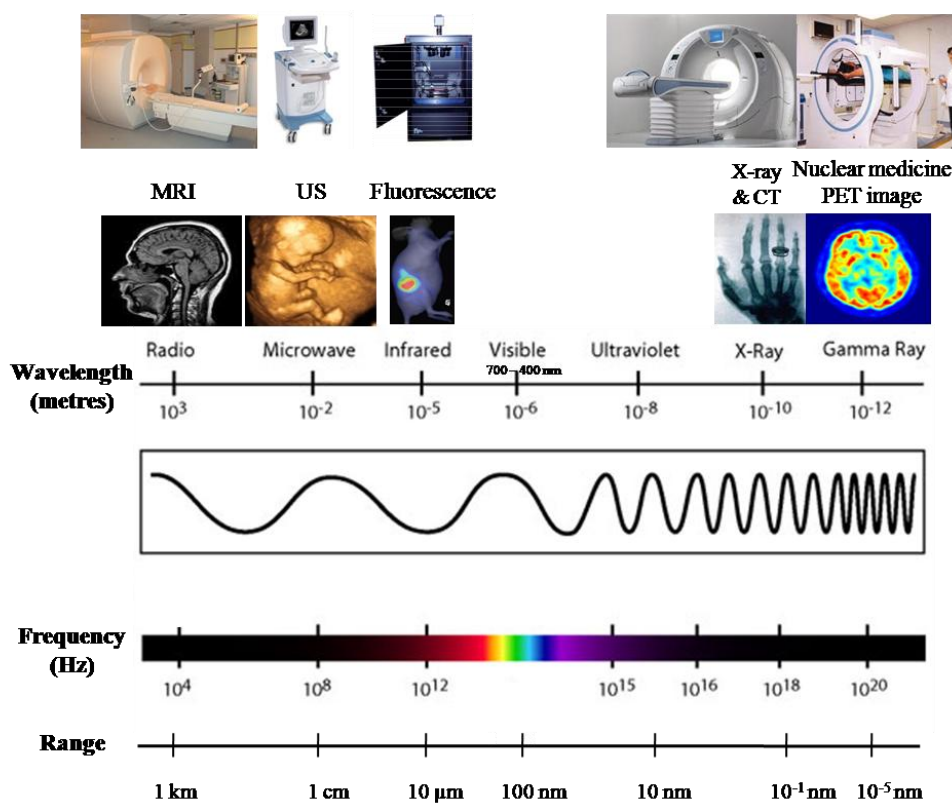 MRI US Fluorescence X-ray & CT Nuclear medicine PET image
Radio Microwave Infrared Visible Ultraviolet X-Ray Gamma Ray
700–400 nm
Wavelength (metres)
10³ 10⁻² 10⁻⁵ 10⁻⁶ 10⁻⁸ 10⁻¹⁰ 10⁻¹²
Frequency (Hz)
10⁴ 10⁸ 10¹² 10¹⁵ 10¹⁶ 10¹⁸ 10²⁰
Range
1 km 1 cm 10 µm 100 nm 10 nm 10⁻¹ nm 10⁻⁵ nm